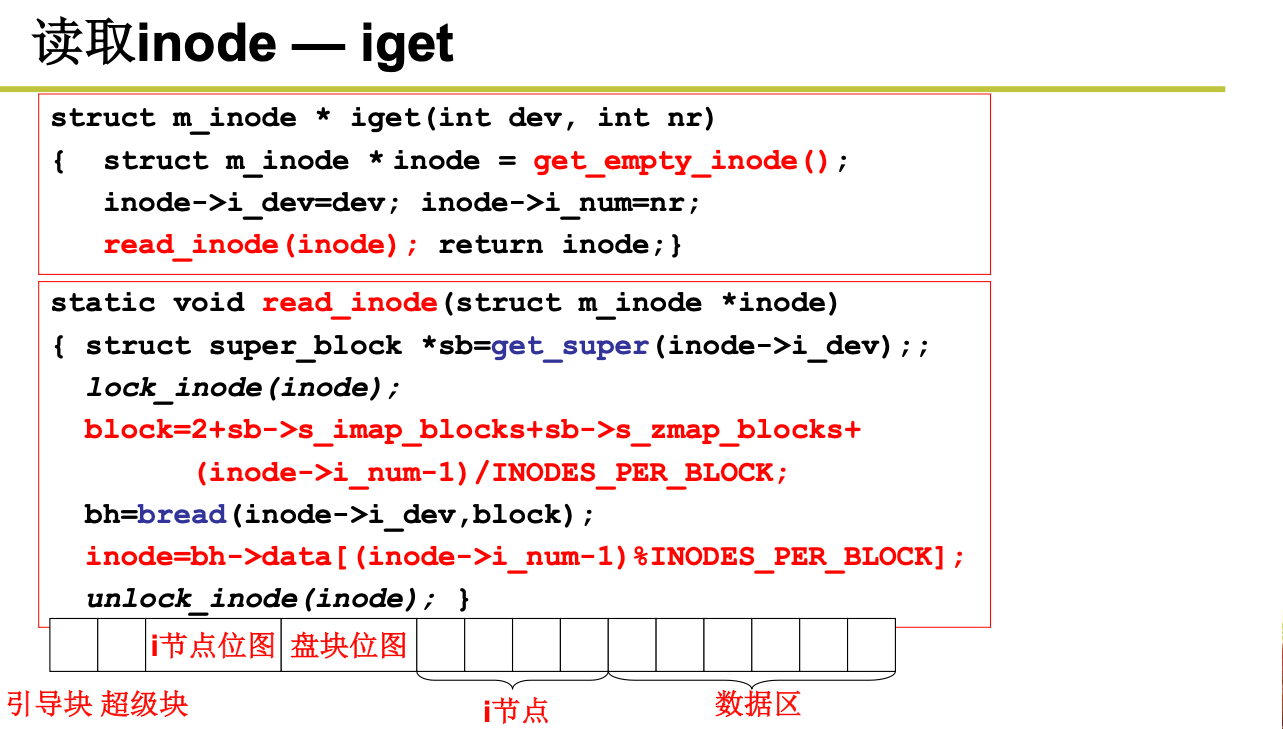 读取inode — iget
struct m_inode * iget(int dev, int nr)
{ struct m_inode * inode = get_empty_inode();
inode->i_dev=dev; inode->i_num=nr;
read_inode(inode); return inode;}
static void read_inode(struct m_inode *inode)
{ struct super_block *sb=get_super(inode->i_dev);;
lock_inode(inode);
block=2+sb->s_imap_blocks+sb->s_zmap_blocks+
(inode->i_num-1)/INODES_PER_BLOCK;
bh=bread(inode->i_dev,block);
inode=bh->data[(inode->i_num-1)%INODES_PER_BLOCK];
unlock_inode(inode); }
i节点位图 盘块位图
引导块 超级块 i节点 数据区